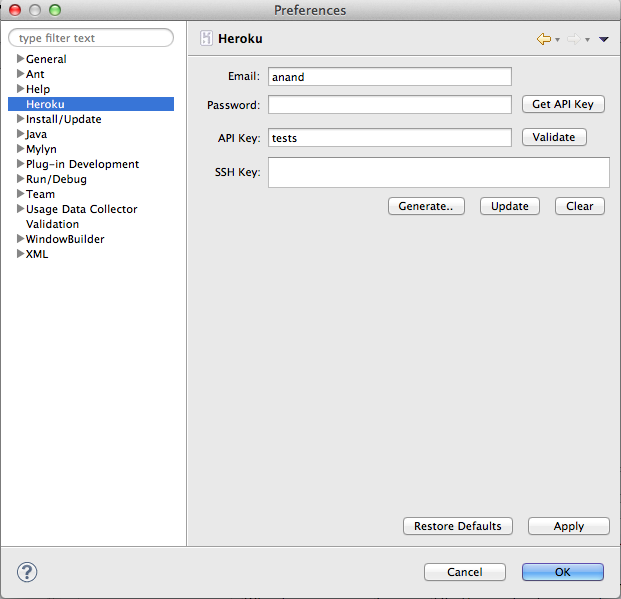 Preferences
type filter text
General
Ant
Help
Heroku
Install/Update
Java
Mylyn
Plug-in Development
Run/Debug
Team
Usage Data Collector
Validation
WindowBuilder
XML
Heroku
Email: anand
Password: Get API Key
API Key: tests Validate
SSH Key:
Generate.. Update Clear
Restore Defaults Apply
? Cancel OK